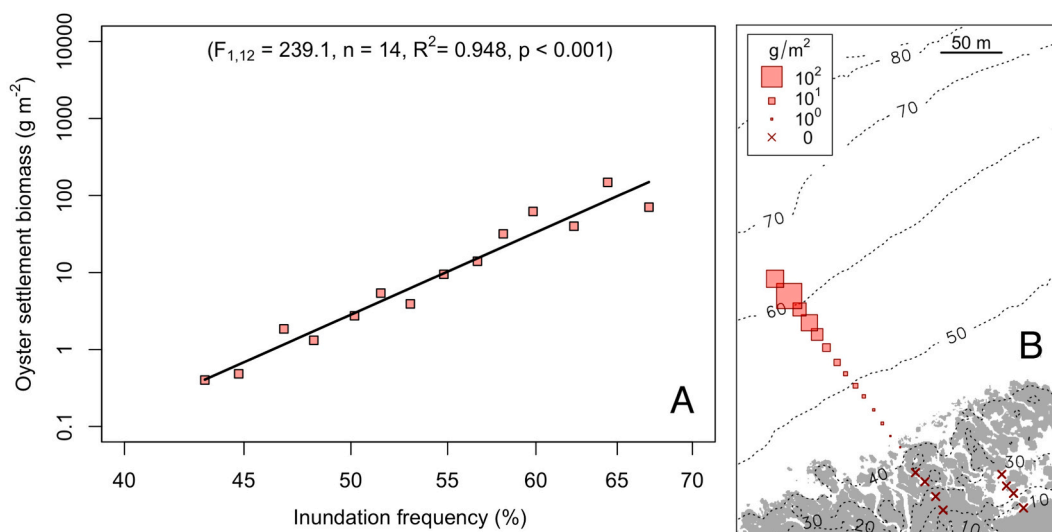 (F1,12 = 239.1, n = 14, R2= 0.948, p < 0.001)
Oyster settlement biomass (g m-2)
10000
1000
100
10
1
0.1
A
40 45 50 55 60 65 70
Inundation frequency (%)
g/m2
10^2
10^1
10^0
0
50 m
B
80
70
70
60
50
40
30
30
20
10
10